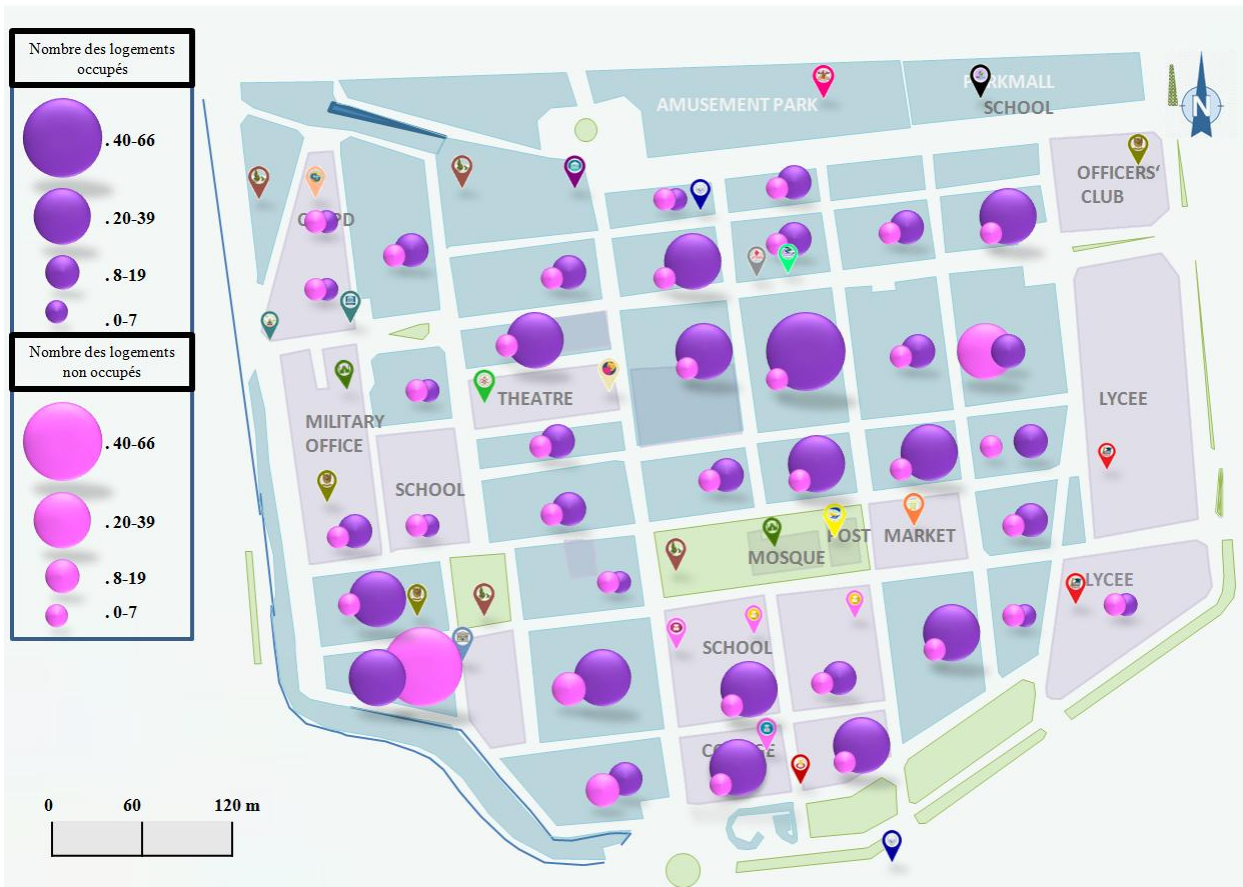 Nombre des logements
occupés
. 40-66
. 20-39
. 8-19
. 0-7
Nombre des logements
non occupés
. 40-66
. 20-39
. 8-19
. 0-7
0 60 120 m
AMUSEMENT PARK
SCHOOL
N
OFFICERS'
CLUB
MILITARY
OFFICE
THEATRE
LYCEE
SCHOOL
MOSQUE
POST
MARKET
LYCEE
SCHOOL